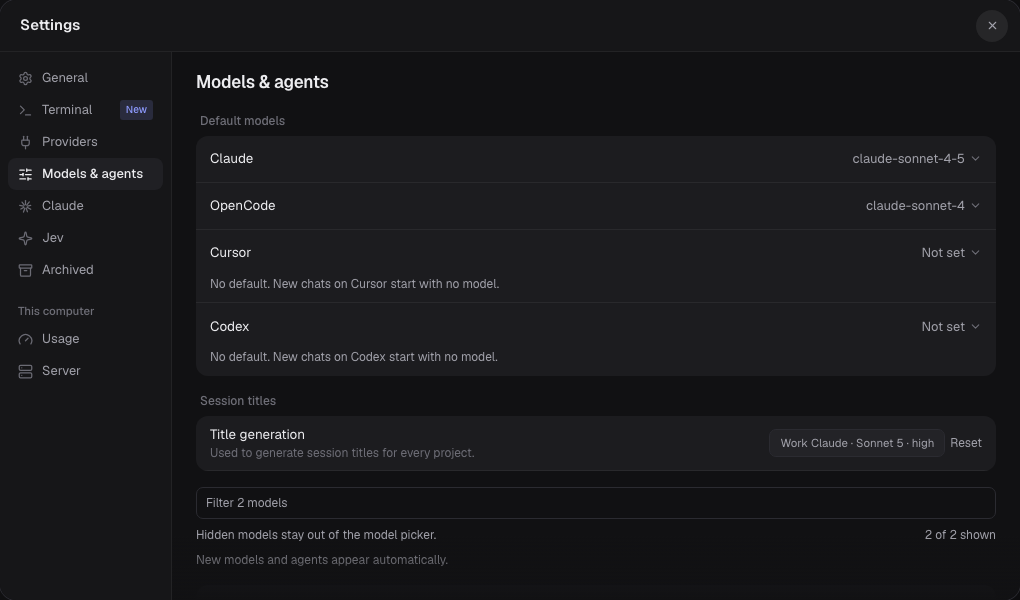 Settings
General
Terminal New
Providers
Models & agents
Claude
Jev
Archived
This computer
Usage
Server
Models & agents
Default models
Claude claude-sonnet-4-5
OpenCode claude-sonnet-4
Cursor Not set
No default. New chats on Cursor start with no model.
Codex Not set
No default. New chats on Codex start with no model.
Session titles
Title generation
Used to generate session titles for every project.
Work Claude · Sonnet 5 · high Reset
Filter 2 models
Hidden models stay out of the model picker. 2 of 2 shown
New models and agents appear automatically.